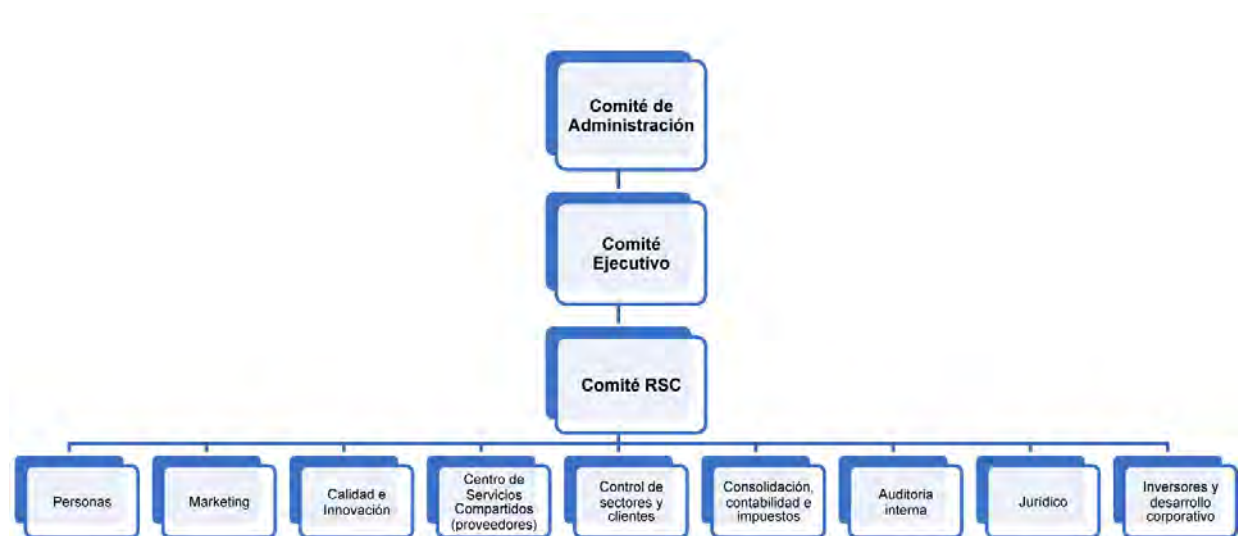 Comité de
Administración
Comité
Ejecutivo
Comité RSC
Personas
Marketing
Calidad e
Innovación
Centro de
Servicios
Compartidos
(proveedores)
Control de
sectores y
clientes
Consolidación,
contabilidad e
impuestos
Auditoria
interna
Jurídico
Inversores y
desarrollo
corporativo